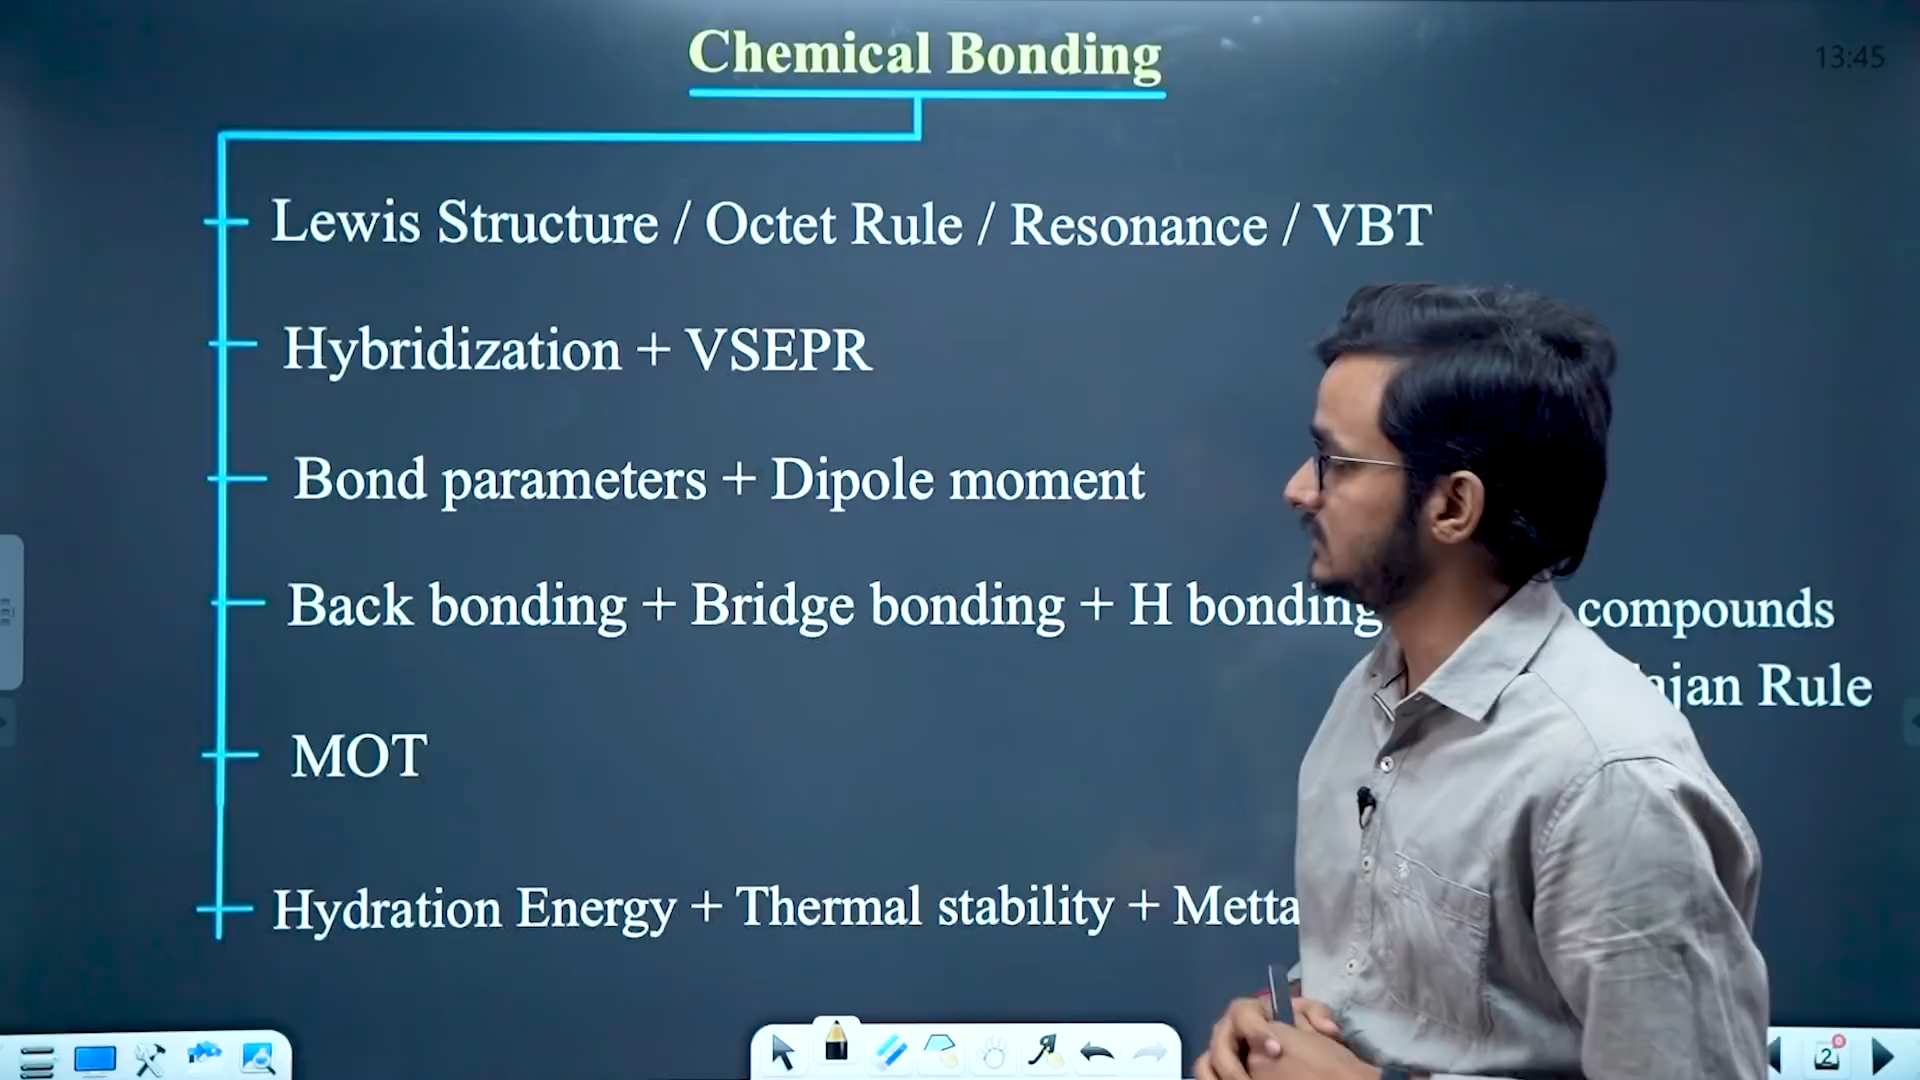 Chemical Bonding
13:45
Lewis Structure / Octet Rule / Resonance / VBT
Hybridization + VSEPR
Bond parameters + Dipole moment
Back bonding + Bridge bonding + H bonding compounds
Rule
MOT
Hydration Energy + Thermal stability +
2